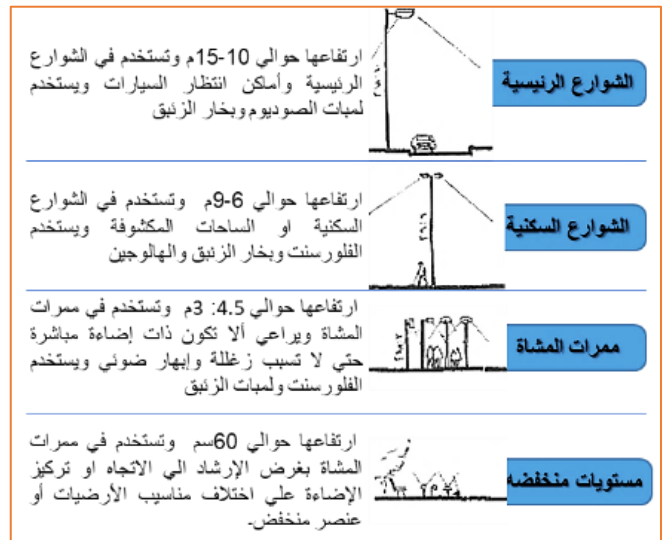 الشوارع الرئيسية
ارتفاعها حوالي 10-15م وتستخدم في الشوارع
الرئيسية وأماكن انتظار السيارات ويستخدم
لمبات الصوديوم وبخار الزئبق
الشوارع السكنية
ارتفاعها حوالي 6-9م وتستخدم في الشوارع
السكنية او الساحات المكشوفة ويستخدم
الفلورسنت وبخار الزئبق والهالوجين
ممرات المشاة
ارتفاعها حوالي 4.5: 3م وتستخدم في ممرات
المشاة ويراعي ألا تكون ذات إضاءة مباشرة
حتي لا تسبب زغللة وإبهار ضوئي ويستخدم
الفلورسنت ولمبات الزئبق
مستويات منخفضه
ارتفاعها حوالي 60سم وتستخدم في ممرات
المشاة بغرض الإرشاد الي الاتجاه او تركيز
الإضاءة علي اختلاف مناسيب الأرضيات أو
عنصر منخفض.